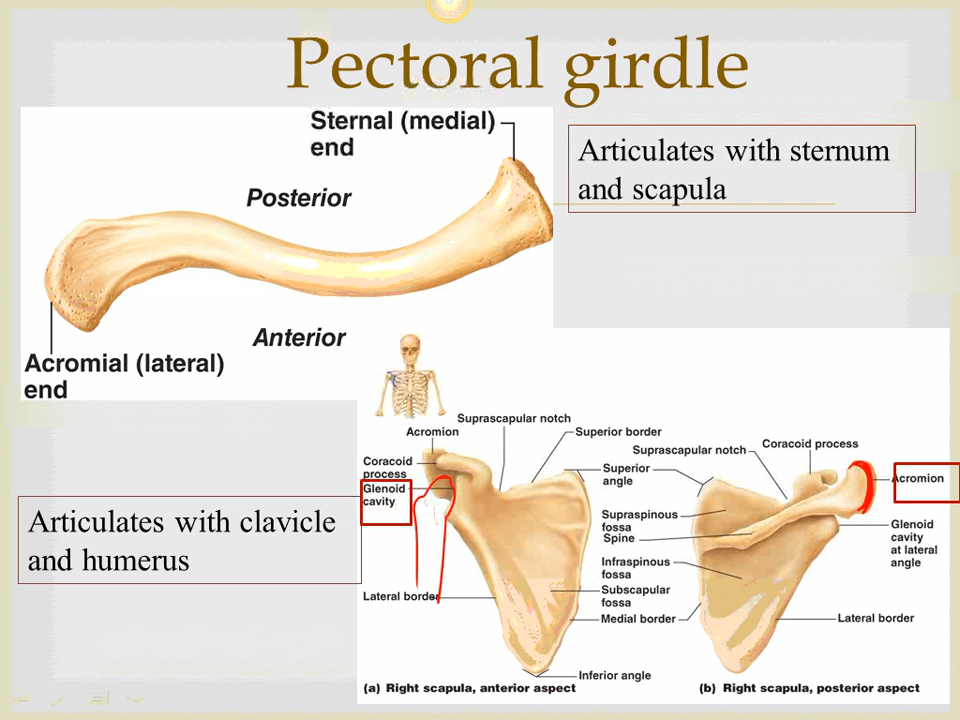 Pectoral girdle
Sternal (medial)
end
Posterior
Anterior
Acromial (lateral)
end
Articulates with sternum
and scapula
Articulates with clavicle
and humerus
Suprascapular notch
Acromion
Superior border
Coracoid
process
Glenoid
cavity
Superior
angle
Suprascapular notch
Coracoid process
Acromion
Supraspinous
fossa
Spine
Glenoid
cavity
at lateral
angle
Infraspinous
fossa
Subscapular
fossa
Lateral border
Medial border
Lateral border
Inferior angle
(a) Right scapula, anterior aspect
(b) Right scapula, posterior aspect